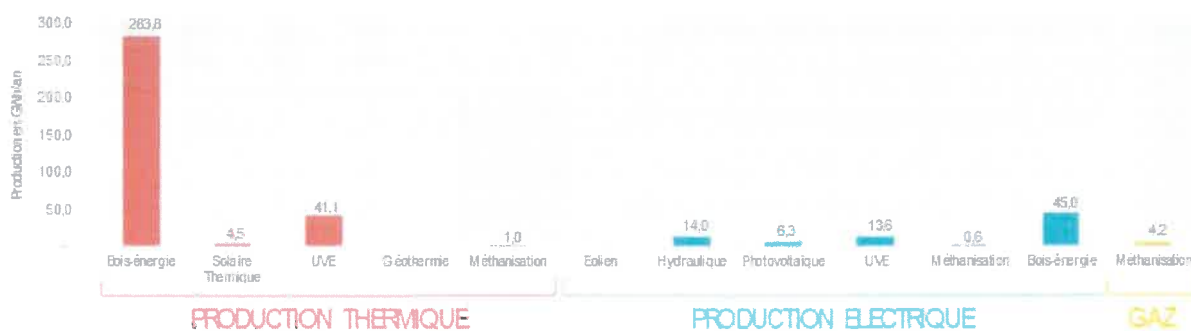 300,0
250,0
200,0
150,0
100,0
50,0
-
Production en GWh/an
283,8
4,5
41,1
1,0
14,0
6,3
13,6
0,6
45,0
4,2
Bois-énergie
Solaire
Thermique
UVE
Géothermie
Méthanisation
Eolien
Hydraulique
Photovoltaïque
UVE
Méthanisation
Bois-énergie
Méthanisation
PRODUCTION THERMIQUE
PRODUCTION ELECTRIQUE
GAZ